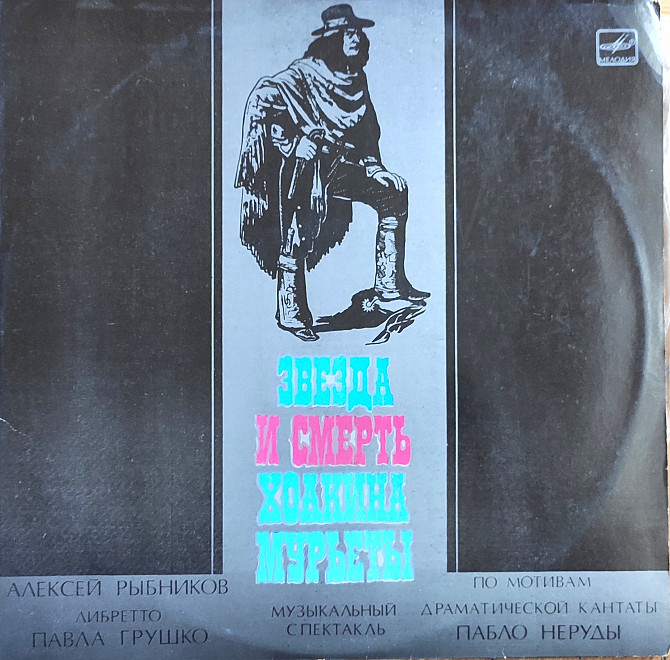 МЕЛОДИЯ
ЗВЕЗДА
И СМЕРТЬ
ХОАКИНА
МУРЬЕТЫ
АЛЕКСЕЙ РЫБНИКОВ
ЛИБРЕТТО
ПАВЛА ГРУШКО
МУЗЫКАЛЬНЫЙ
СПЕКТАКЛЬ
ПО МОТИВАМ
ДРАМАТИЧЕСКОЙ КАНТАТЫ
ПАБЛО НЕРУДЫ